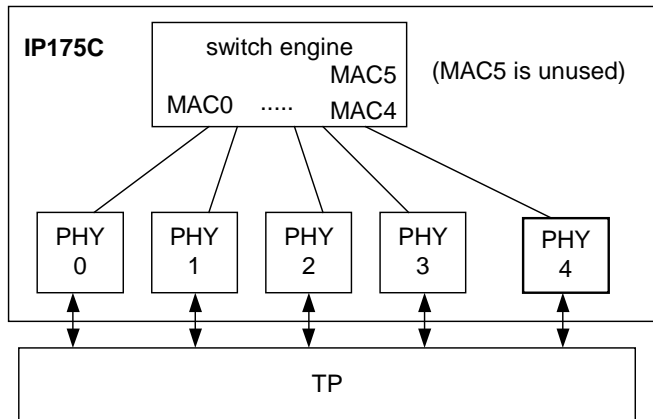 IP175C
switch engine
MAC5
(MAC5 is unused)
MAC0 ..... MAC4
PHY
0
PHY
1
PHY
2
PHY
3
PHY
4
TP